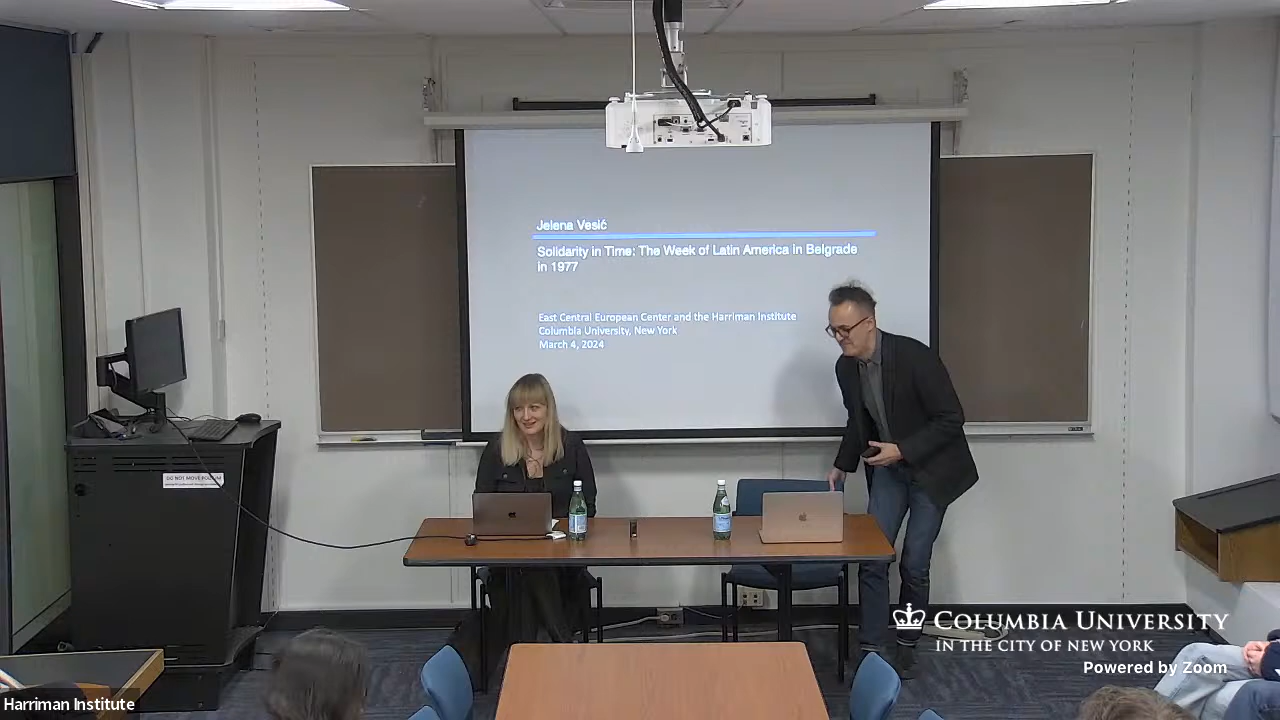 Jelena Vesić
Solidarity in Time: The Week of Latin America in Belgrade
in 1977
East Central European Center and the Harriman Institute
Columbia University, New York
March 4, 2024
DO NOT MOVE PODIUM
COLUMBIA UNIVERSITY
IN THE CITY OF NEW YORK
Powered by Zoom
Harriman Institute